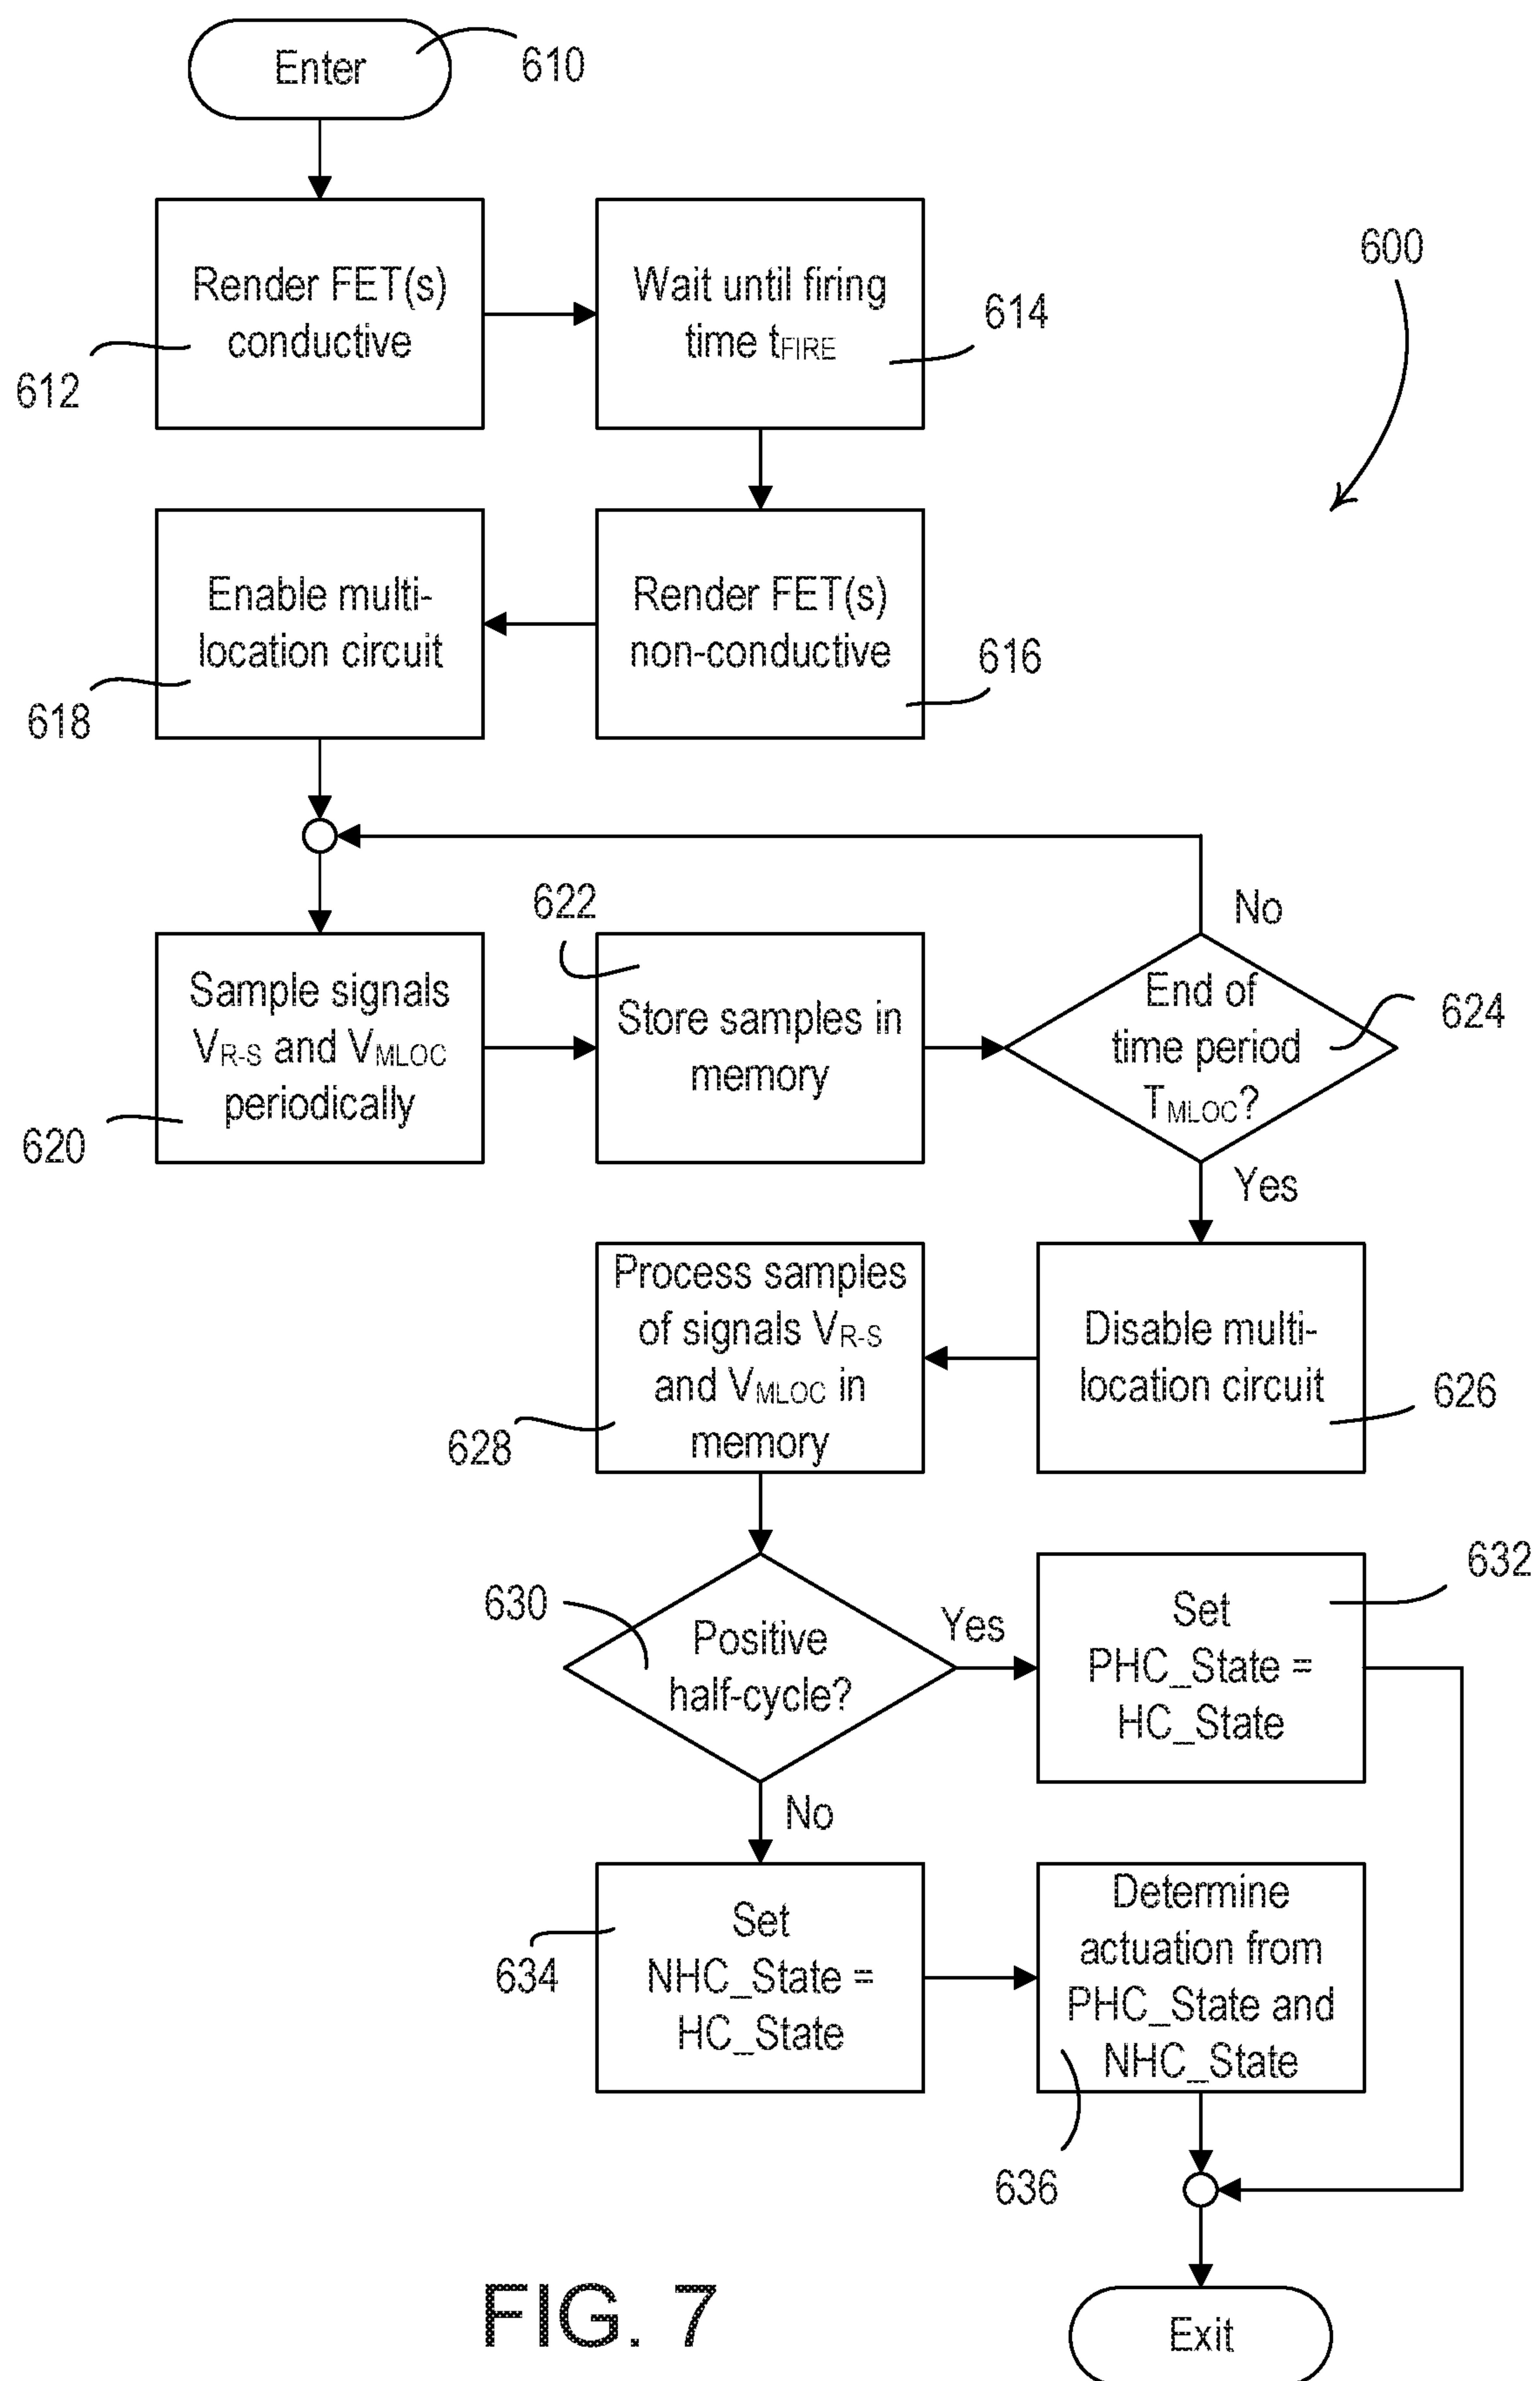 Enter
610
Render FET(s)
conductive
612
Wait until firing
time tFIRE
614
600
Enable multi-
location circuit
618
Render FET(s)
non-conductive
616
Sample signals
VR-S and VMLOC
periodically
620
622
Store samples in
memory
No
End of
time period
TMLOC?
624
Yes
Process samples
of signals VR-S
and VMLOC in
memory
628
Disable multi-
location circuit
626
630
Positive
half-cycle?
Yes
Set
PHC_State =
HC_State
632
No
Set
NHC_State =
HC_State
634
Determine
actuation from
PHC_State and
NHC_State
636
Exit
FIG. 7